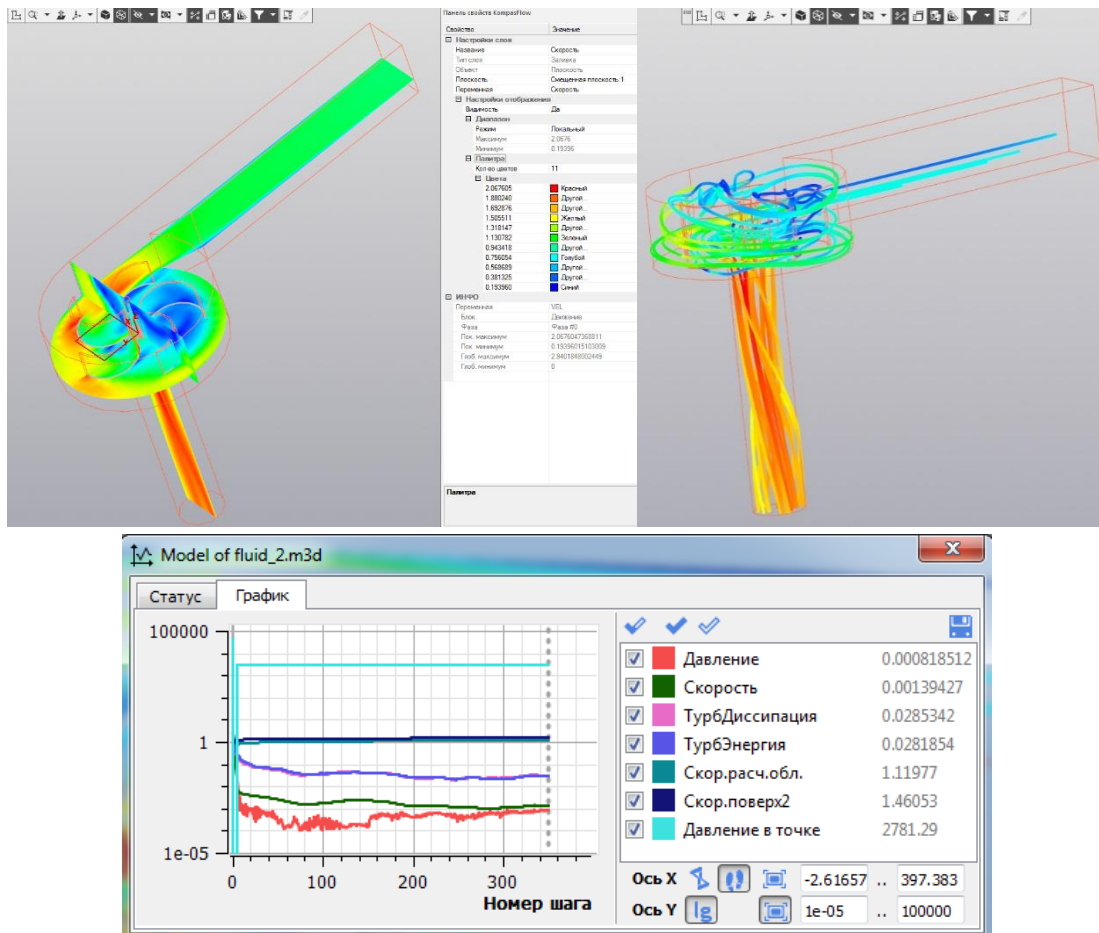 Панель свойств KompasFlow
Свойство Значение
Настройки слоя
Название Скорость
Тип слоя Заливка
Объект Плоскость
Плоскость Смещенная плоскость:1
Переменная Скорость
Настройки отображения
Видимость Да
Диапазон
Режим Локальный
Максимум 2.0676
Минимум 0.19396
Палитра
Кол-во цветов 11
Цвета
2.067605 Красный
1.880240 Другой...
1.692876 Другой...
1.505511 Желтый
1.318147 Другой...
1.130782 Зеленый
0.943418 Другой...
0.756054 Голубой
0.568689 Другой...
0.381325 Другой...
0.193960 Синий
ИНФО
Переменная VEL
Блок Движение
Фаза Фаза #0
Лок. максимум 2.0676047360811
Лок. минимум 0.19396015103009
Глоб. максимум 2.8401848002449
Глоб. минимум 0
Палитра
Model of fluid_2.m3d
Статус График
100000
1
1e-05
0 100 200 300
Номер шага
Давление 0.000818512
Скорость 0.00139427
ТурбДиссипация 0.0285342
ТурбЭнергия 0.0281854
Скор.расч.обл. 1.11977
Скор.поверх2 1.46053
Давление в точке 2781.29
Ось X -2.61657 .. 397.383
Ось Y lg 1e-05 .. 100000